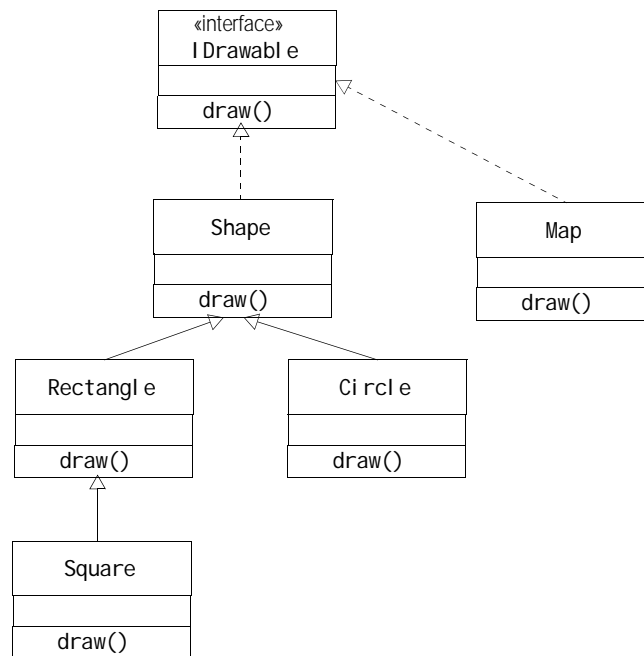 «interface»
IDrawable
draw()
Shape
draw()
Map
draw()
Rectangle
draw()
Circle
draw()
Square
draw()